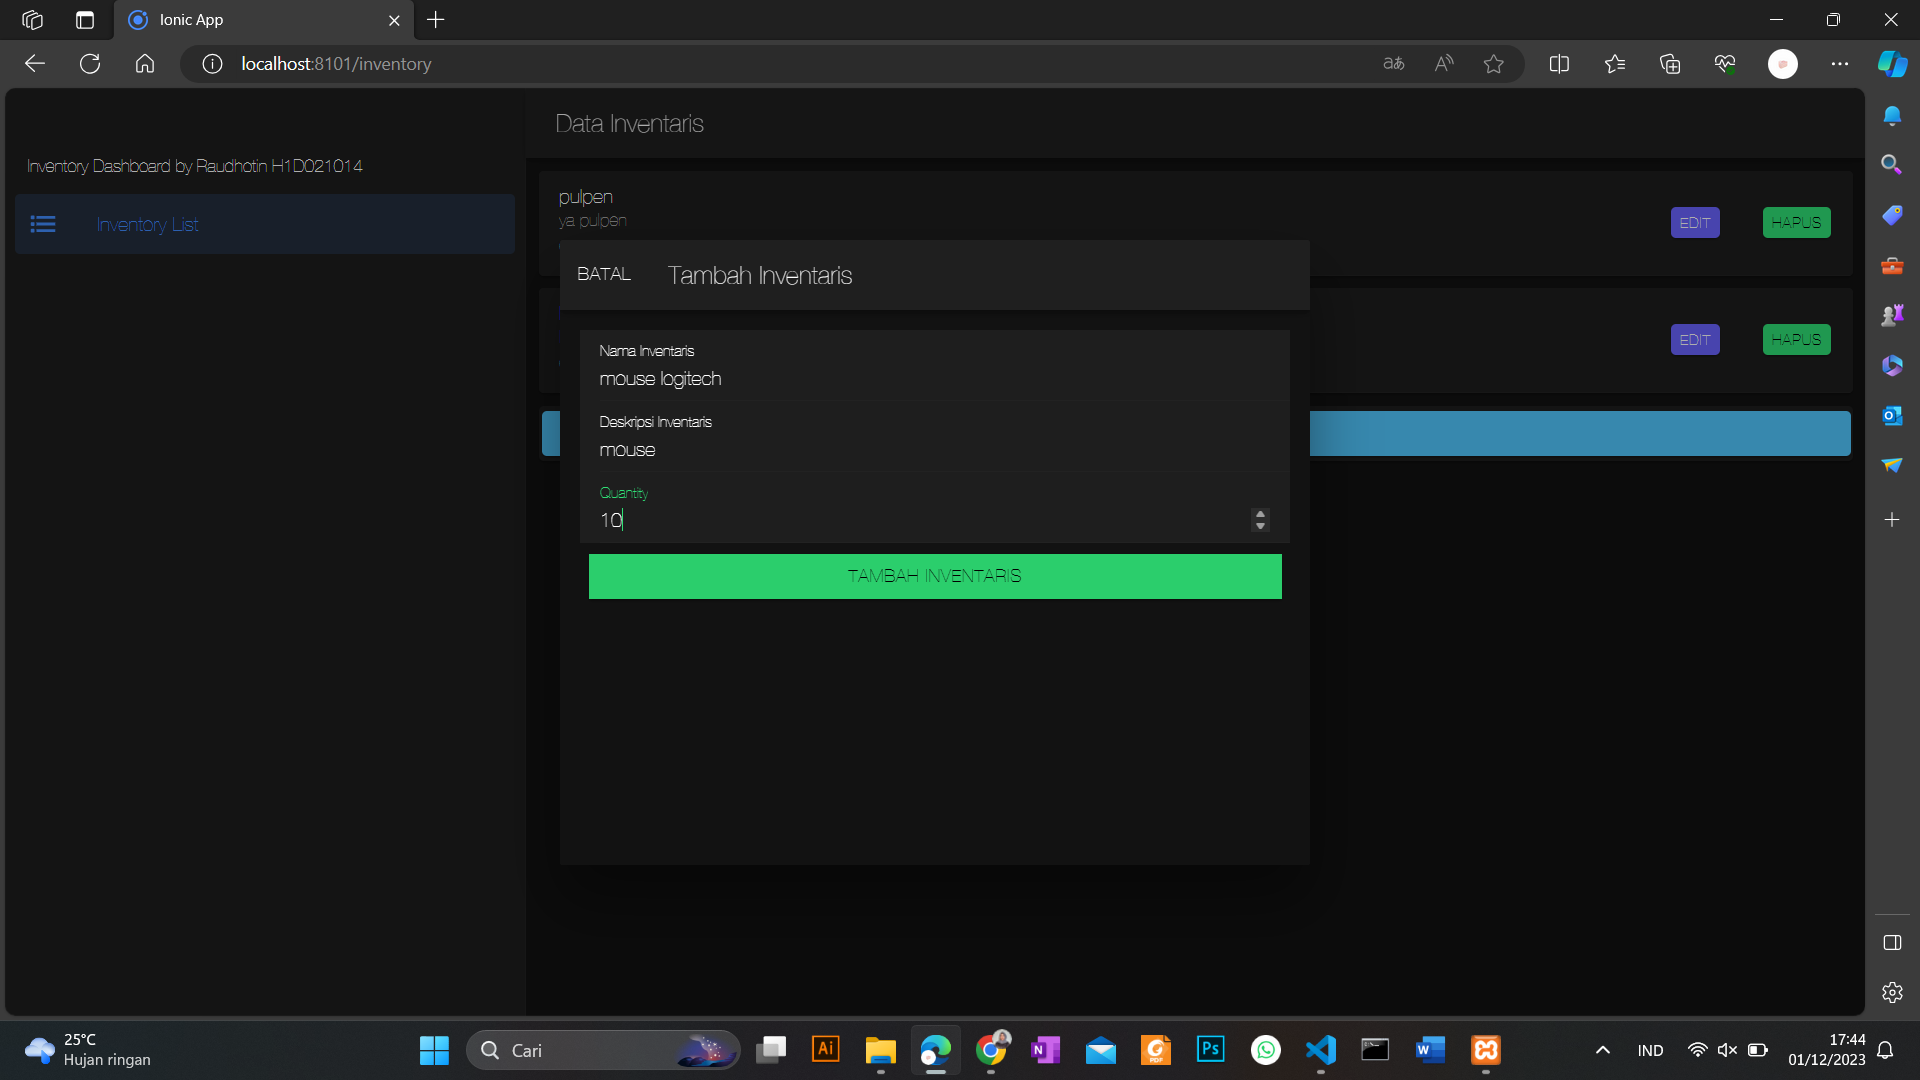 Ionic App
localhost:8101/inventory
Inventory Dashboard by Raudhotin H1D021014
Inventory List
Data Inventaris
pulpen
ya pulpen
EDIT
HAPUS
BATAL
Tambah Inventaris
Nama Inventaris
mouse logitech
EDIT
HAPUS
Deskripsi Inventaris
mouse
Quantity
10
TAMBAH INVENTARIS
25°C
Hujan ringan
Cari
IND
17:44
01/12/2023